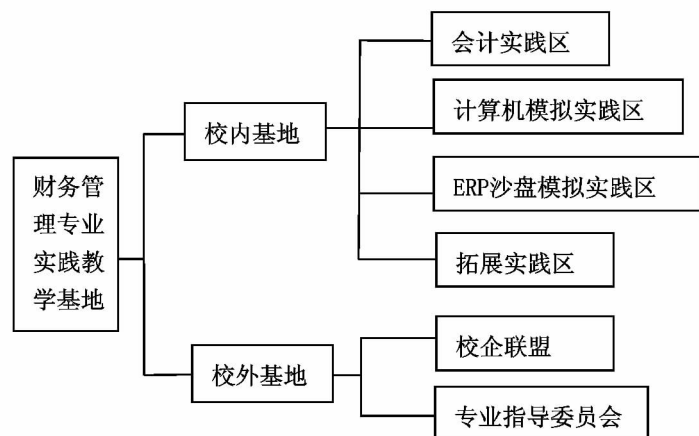 财务管
理专业
实践教
学基地
校内基地
会计实践区
计算机模拟实践区
ERP沙盘模拟实践区
拓展实践区
校外基地
校企联盟
专业指导委员会